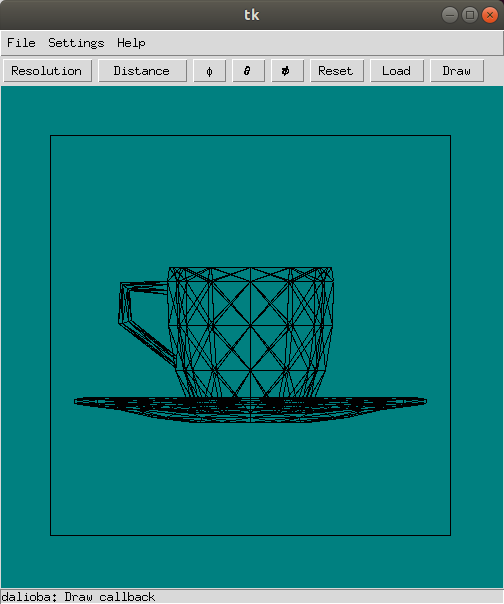 tk
File Settings Help
Resolution Distance ϕ θ Reset Load Draw
dalioba: Draw callback